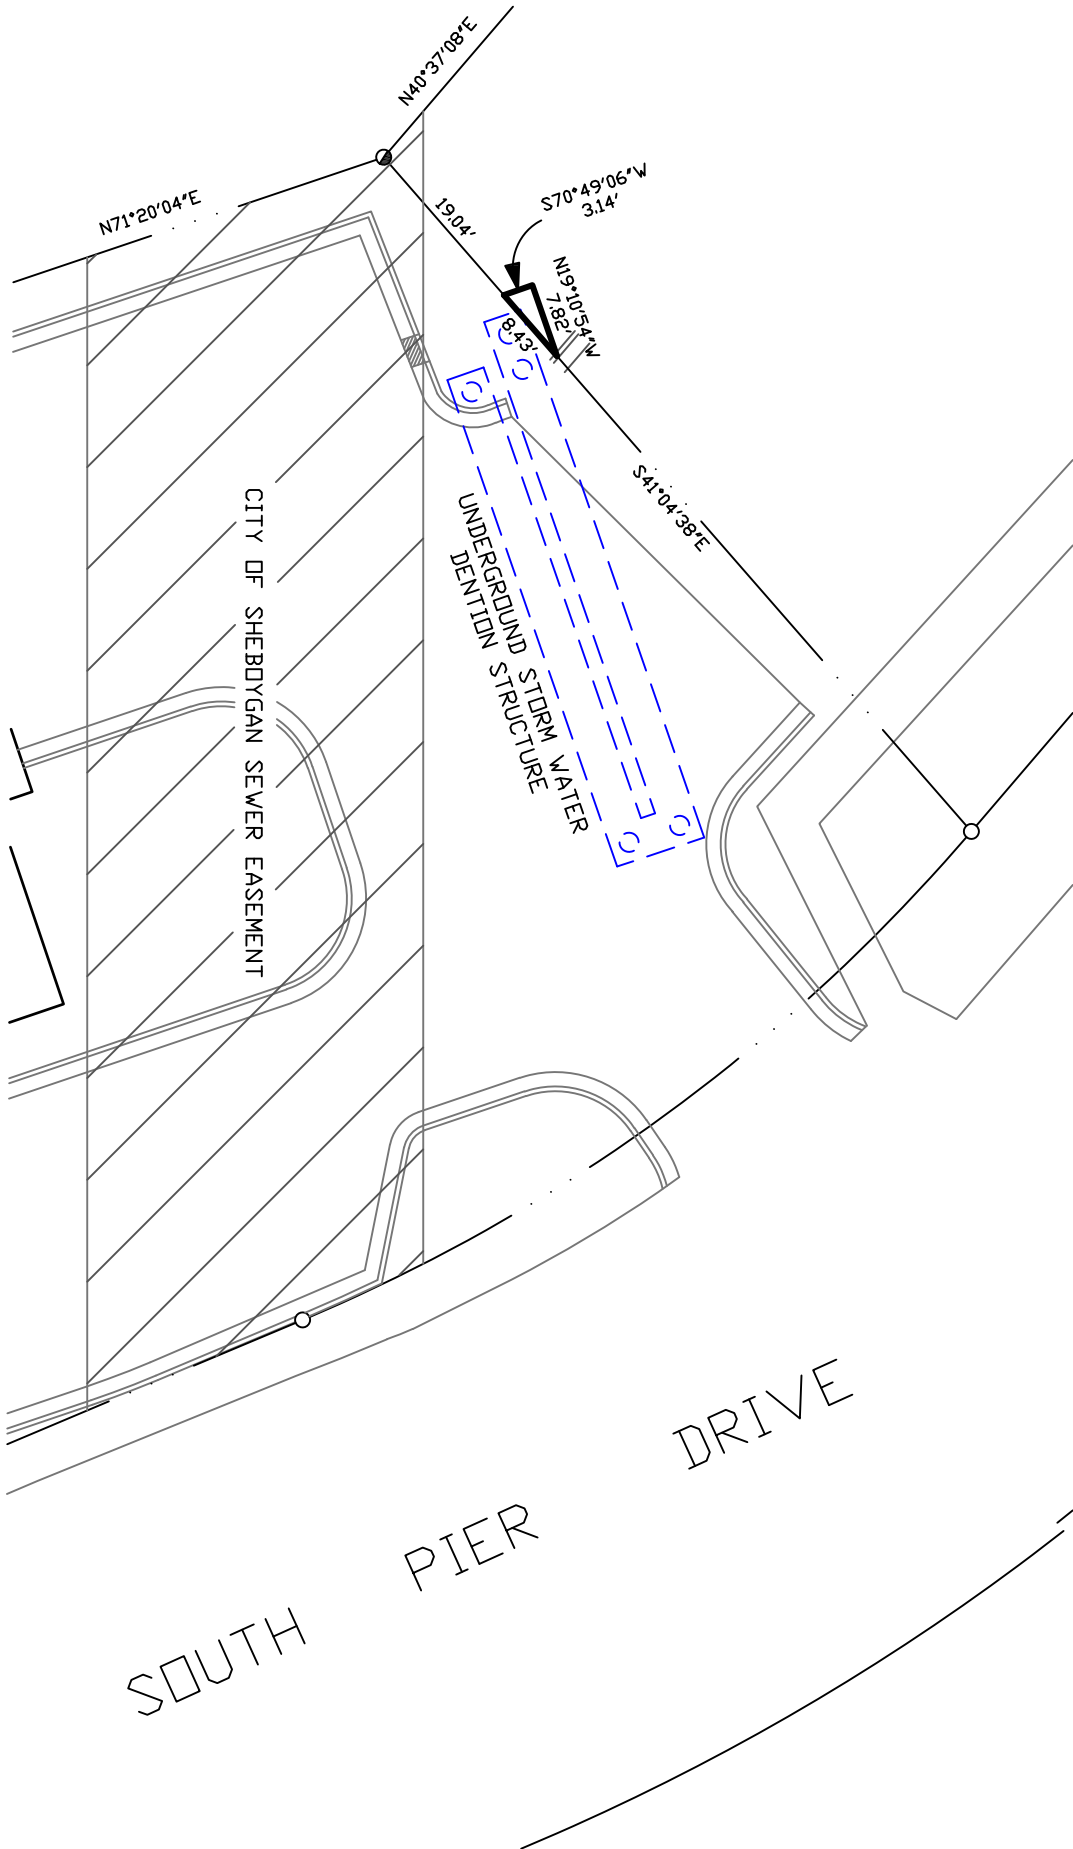 N40°37'08"E
N71°20'04"E
19.04'
S70°49'06"W
3.14'
N19°10'54"W
7.82'
8.43'
S41°04'38"E
CITY OF SHEBOYGAN SEWER EASEMENT
UNDERGROUND STORM WATER
DENTION STRUCTURE
SOUTH PIER DRIVE